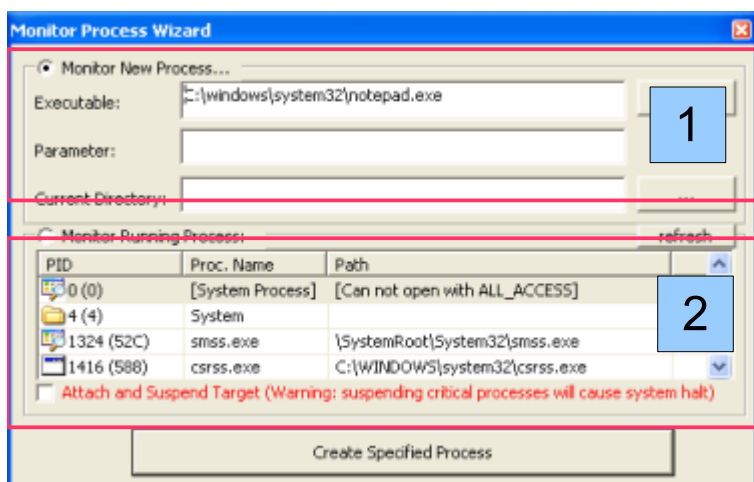 Monitor Process Wizard
Monitor New Process...
Executable:
C:\windows\system32\notepad.exe
1
Parameter:
Current Directory:
...
Monitor Running Process:
refresh
PID Proc. Name Path
0 (0) [System Process] [Can not open with ALL_ACCESS]
4 (4) System
2
1324 (52C) smss.exe \SystemRoot\System32\smss.exe
1416 (588) csrss.exe C:\WINDOWS\system32\csrss.exe
Attach and Suspend Target (Warning: suspending critical processes will cause system halt)
Create Specified Process